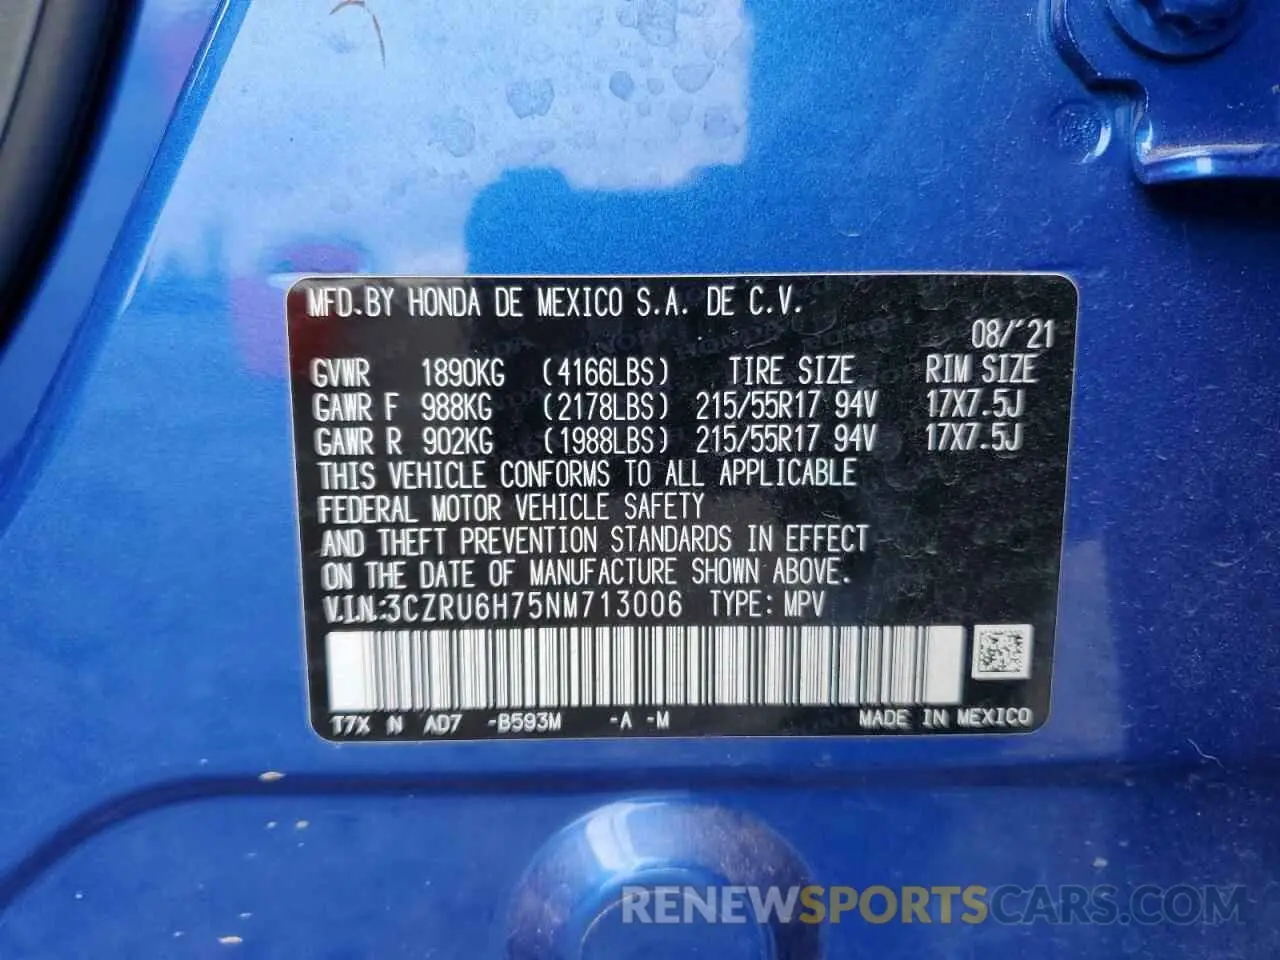 MFD.BY HONDA DE MEXICO S.A. DE C.V.
08/'21
GVWR 1890KG (4166LBS) TIRE SIZE RIM SIZE
GAWR F 988KG (2178LBS) 215/55R17 94V 17X7.5J
GAWR R 902KG (1988LBS) 215/55R17 94V 17X7.5J
THIS VEHICLE CONFORMS TO ALL APPLICABLE
FEDERAL MOTOR VEHICLE SAFETY
AND THEFT PREVENTION STANDARDS IN EFFECT
ON THE DATE OF MANUFACTURE SHOWN ABOVE.
V.I.N.:3CZRU6H75NM713006 TYPE: MPV
T7X N AD7 -B593M -A -M MADE IN MEXICO
RENEWSPORTSCARS.COM